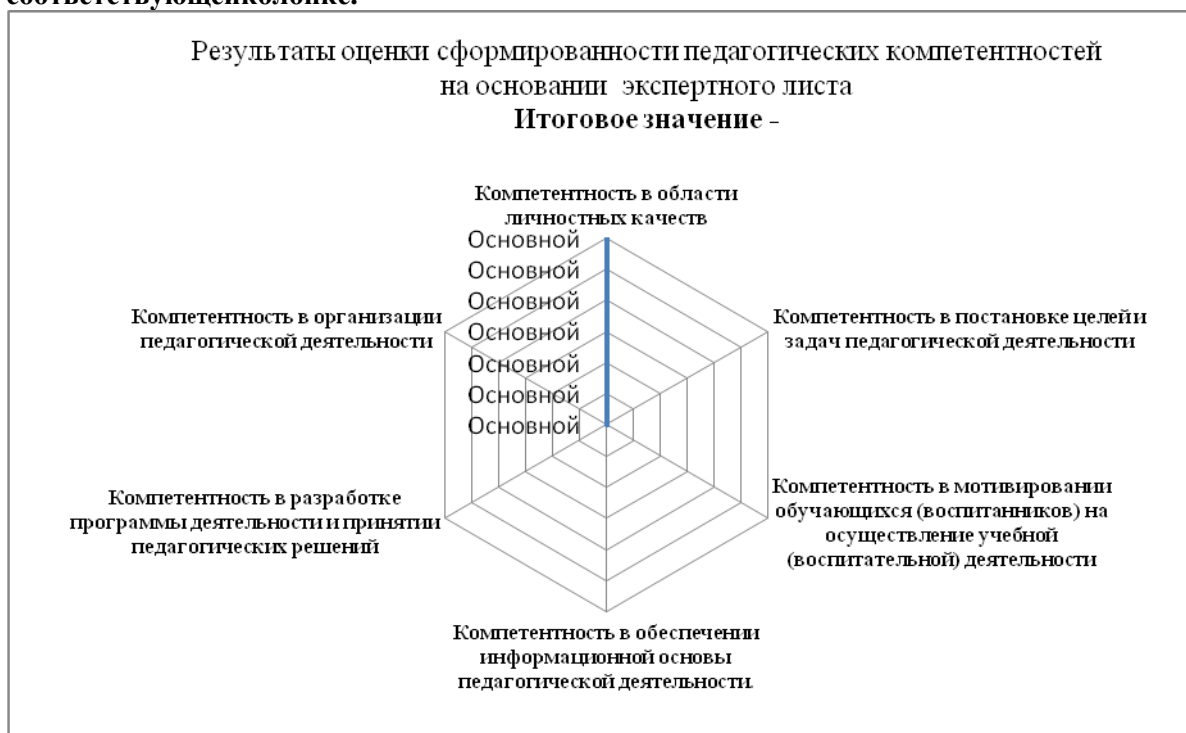 соответствующейколонке.
Результаты оценки сформированности педагогических компетентностей
на основании экспертного листа
Итоговое значение -
Компетентность в области
личностных качеств
Основной
Основной
Основной
Основной
Основной
Основной
Основной
Компетентность в постановке целей и
задач педагогической деятельности
Компетентность в мотивировании
обучающихся (воспитанников) на
осуществление учебной
(воспитательной) деятельности
Компетентность в обеспечении
информационной основы
педагогической деятельности.
Компетентность в разработке
программы деятельности и принятии
педагогических решений
Компетентность в организации
педагогической деятельности